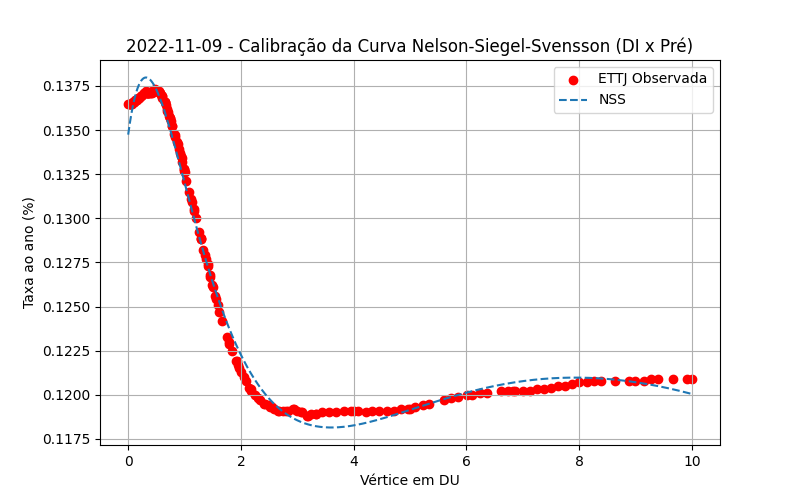 2022-11-09 - Calibração da Curva Nelson-Siegel-Svensson (DI x Pré)
ETTJ Observada
NSS
Taxa ao ano (%)
0.1375
0.1350
0.1325
0.1300
0.1275
0.1250
0.1225
0.1200
0.1175
0 2 4 6 8 10
Vértice em DU